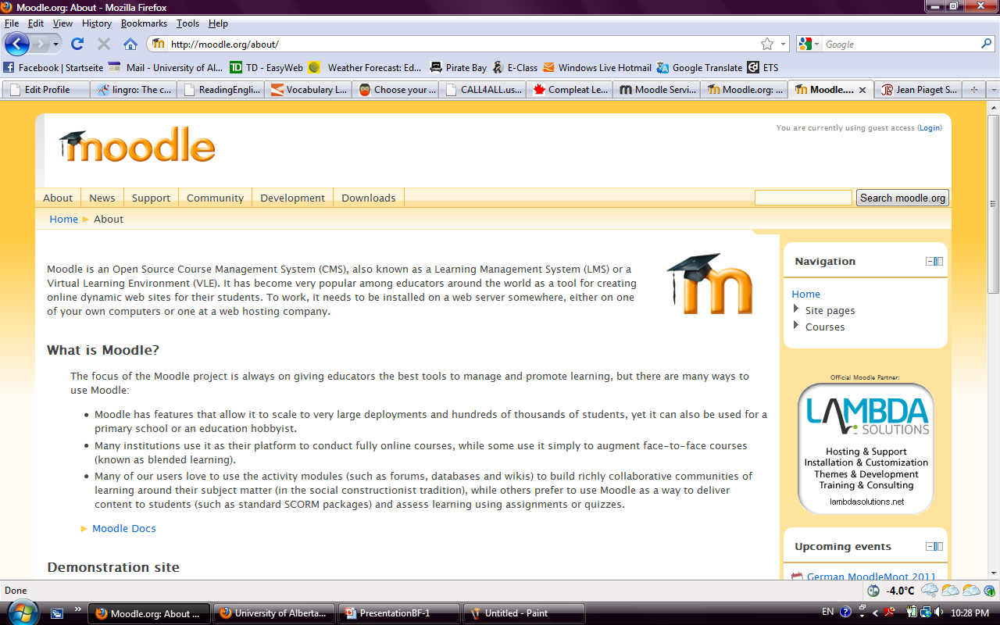 Moodle.org: About - Mozilla Firefox
File Edit View History Bookmarks Tools Help
http://moodle.org/about/ Google
Facebook | Startseite Mail - University of Al... TD - EasyWeb Weather Forecast: Ed... Pirate Bay E-Class Windows Live Hotmail Google Translate ETS
Edit Profile lingro: The c... ReadingEngli... Vocabulary L... Choose your ... CALL4ALL.us... Compleat Le... Moodle Servi... Moodle.org: ... Moodle.... Jean Piaget S...
You are currently using guest access (Login)
moodle
About News Support Community Development Downloads Search moodle.org
Home ► About
Moodle is an Open Source Course Management System (CMS), also known as a Learning Management System (LMS) or a
Virtual Learning Environment (VLE). It has become very popular among educators around the world as a tool for creating
online dynamic web sites for their students. To work, it needs to be installed on a web server somewhere, either on one
of your own computers or one at a web hosting company.
m
What is Moodle?
The focus of the Moodle project is always on giving educators the best tools to manage and promote learning, but there are many ways to
use Moodle:
• Moodle has features that allow it to scale to very large deployments and hundreds of thousands of students, yet it can also be used for a
primary school or an education hobbyist.
• Many institutions use it as their platform to conduct fully online courses, while some use it simply to augment face-to-face courses
(known as blended learning).
• Many of our users love to use the activity modules (such as forums, databases and wikis) to build richly collaborative communities of
learning around their subject matter (in the social constructionist tradition), while others prefer to use Moodle as a way to deliver
content to students (such as standard SCORM packages) and assess learning using assignments or quizzes.
► Moodle Docs
Demonstration site
Navigation
Home
Site pages
Courses
Official Moodle Partner:
LAMBDA
SOLUTIONS
Hosting & Support
Installation & Customization
Themes & Development
Training & Consulting
lambdasolutions.net
Upcoming events
German MoodleMoot 2011
Done -4.0°C
Moodle.org: About ... University of Alberta... PresentationBF-1 Untitled - Paint EN 10:28 PM